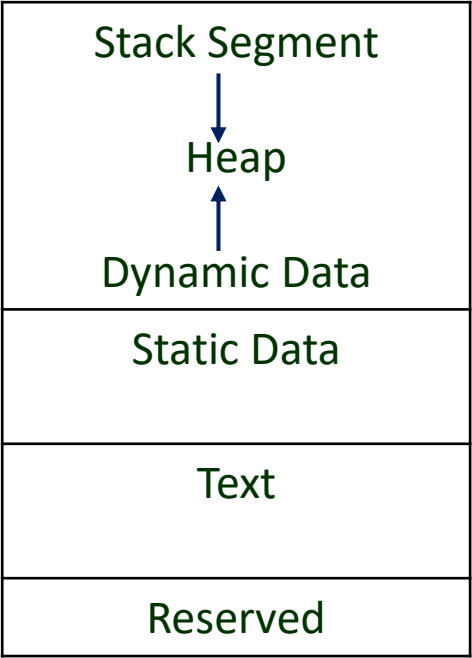 Stack Segment
Heap
Dynamic Data
Static Data
Text
Reserved